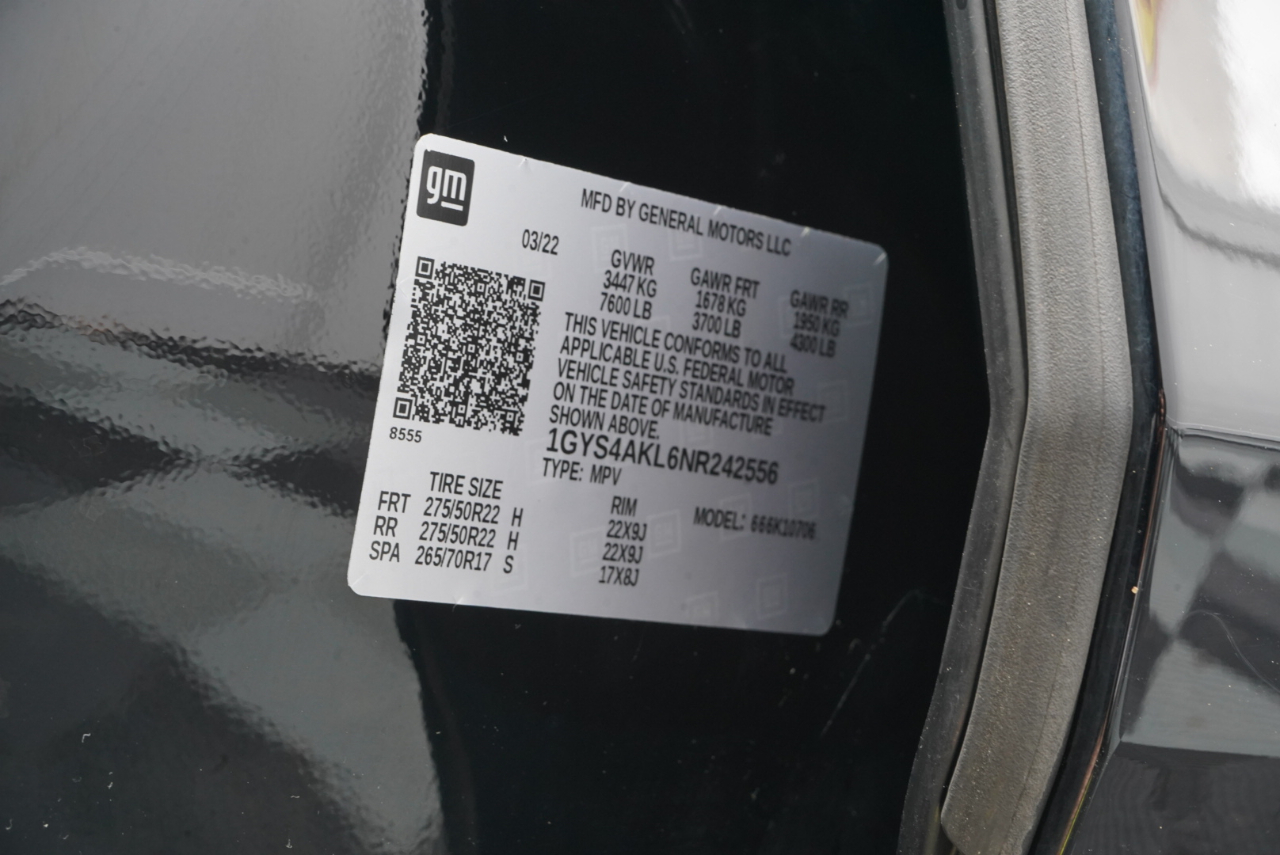 gm
MFD BY GENERAL MOTORS LLC
03/22
GVWR GAWR FRT GAWR RR
3447 KG 1678 KG 1950 KG
7600 LB 3700 LB 4300 LB
THIS VEHICLE CONFORMS TO ALL
APPLICABLE U.S. FEDERAL MOTOR
VEHICLE SAFETY STANDARDS IN EFFECT
ON THE DATE OF MANUFACTURE
SHOWN ABOVE.
8555
1GYS4AKL6NR242556
TYPE: MPV
TIRE SIZE RIM MODEL: 666K10706
FRT 275/50R22 H 22X9J
RR 275/50R22 H 22X9J
SPA 265/70R17 S 17X8J